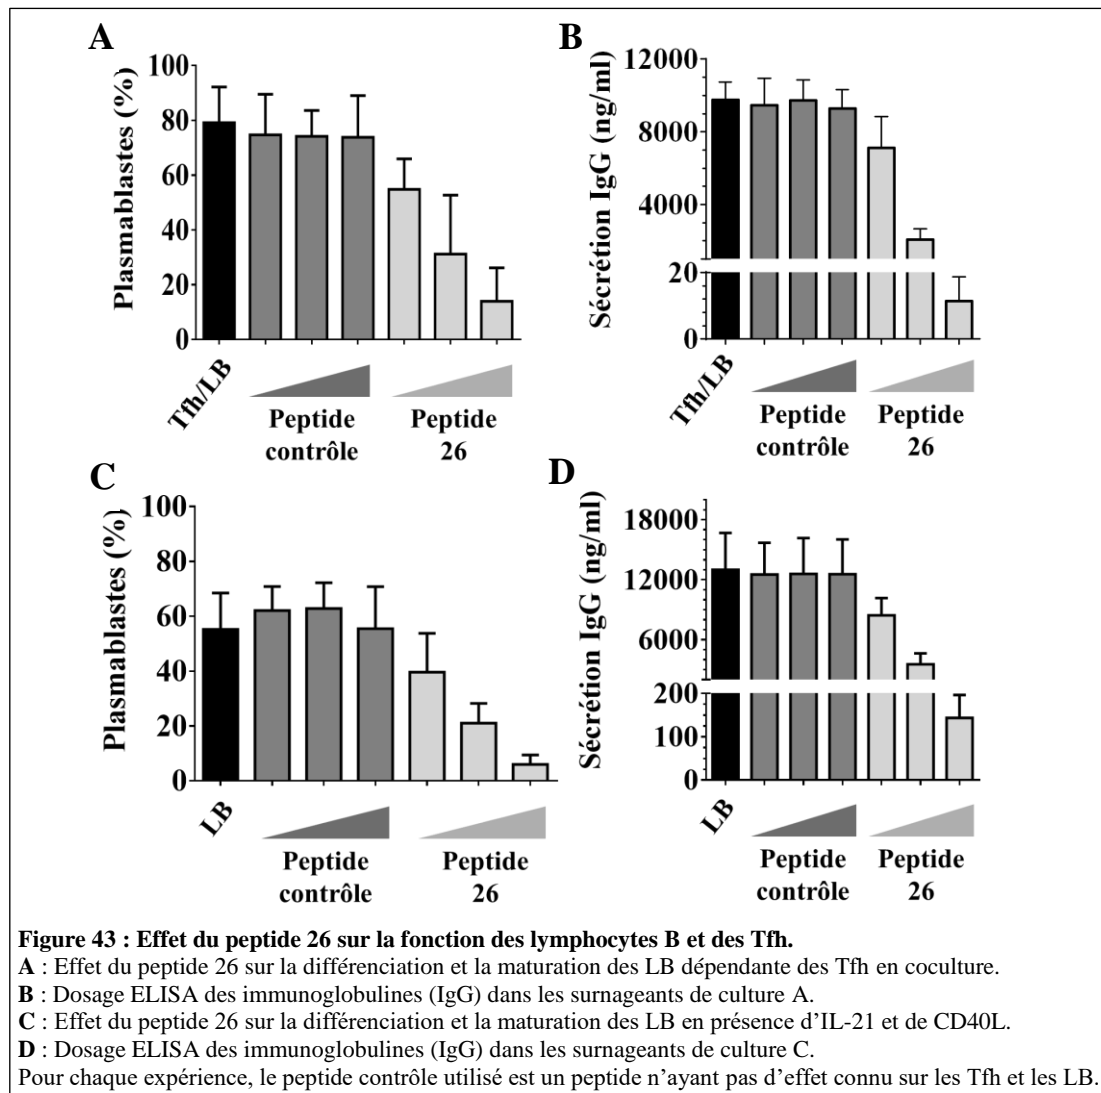 A
Plasmablastes (%)
100
80
60
40
20
0
Tfh/LB
Peptide
contrôle
Peptide
26
B
Sécrétion IgG (ng/ml)
12000
8000
4000
20
0
Tfh/LB
Peptide
contrôle
Peptide
26
C
Plasmablastes (%)
100
80
60
40
20
0
LB
Peptide
contrôle
Peptide
26
D
Sécrétion IgG (ng/ml)
18000
12000
6000
200
100
0
LB
Peptide
contrôle
Peptide
26
Figure 43 : Effet du peptide 26 sur la fonction des lymphocytes B et des Tfh.
A : Effet du peptide 26 sur la différenciation et la maturation des LB dépendante des Tfh en coculture.
B : Dosage ELISA des immunoglobulines (IgG) dans les surnageants de culture A.
C : Effet du peptide 26 sur la différenciation et la maturation des LB en présence d’IL-21 et de CD40L.
D : Dosage ELISA des immunoglobulines (IgG) dans les surnageants de culture C.
Pour chaque expérience, le peptide contrôle utilisé est un peptide n’ayant pas d’effet connu sur les Tfh et les LB.